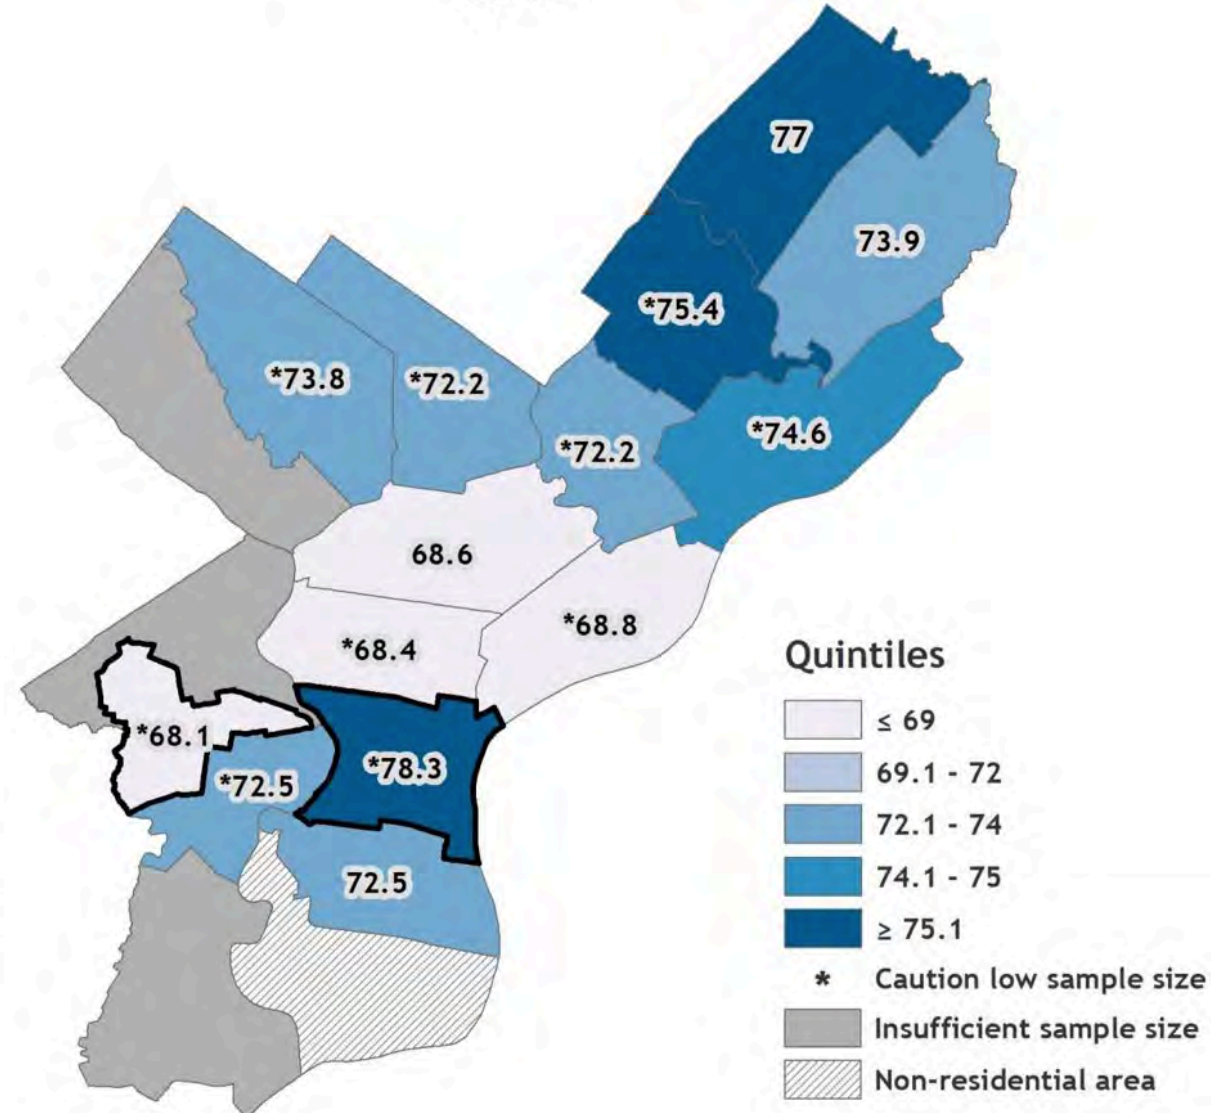 77
73.9
*75.4
*73.8
*72.2
*72.2
*74.6
68.6
*68.8
*68.4
*68.1
*78.3
*72.5
72.5
Quintiles
≤ 69
69.1 - 72
72.1 - 74
74.1 - 75
≥ 75.1
* Caution low sample size
Insufficient sample size
Non-residential area